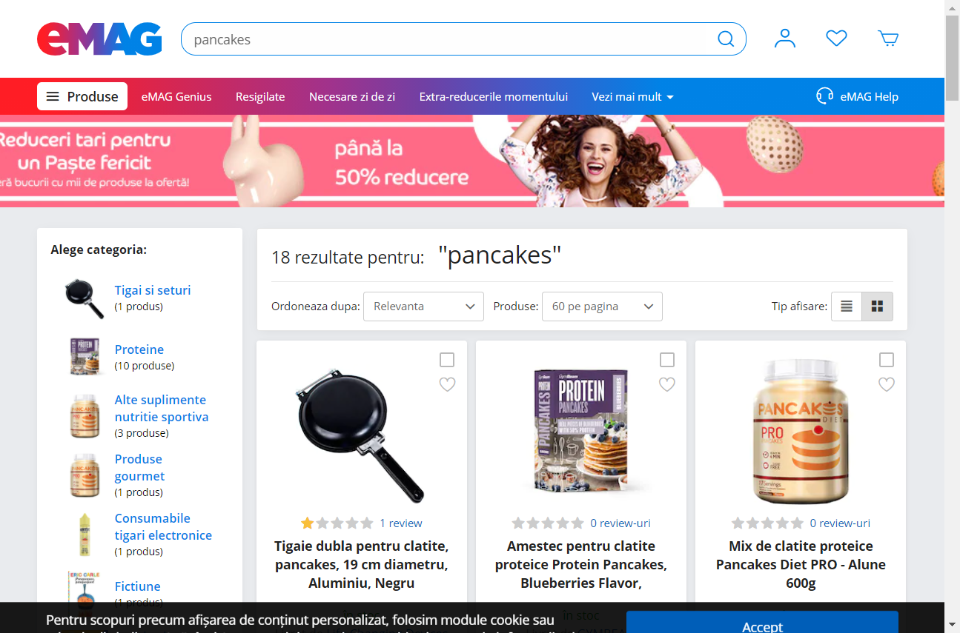 eMAG
pancakes
Produse
eMAG Genius
Resigilate
Necesare zi de zi
Extra-reducerile momentului
Vezi mai mult
eMAG Help
Reduceri tari pentru
un Paște fericit
eră bucurii cu mii de produse la ofertă!
până la
50% reducere
Alege categoria:
Tigai si seturi
(1 produs)
Proteine
(10 produse)
Alte suplimente
nutritie sportiva
(3 produse)
Produse
gourmet
(1 produs)
Consumabile
tigari electronice
(1 produs)
Fictiune
(1 produs)
18 rezultate pentru: "pancakes"
Ordoneaza dupa:
Relevanta
Produse:
60 pe pagina
Tip afisare:
1 review
Tigaie dubla pentru clatite,
pancakes, 19 cm diametru,
Aluminiu, Negru
PROTEIN
PANCAKES
PROTEIN
PANCAKES
0 review-uri
Amestec pentru clatite
proteice Protein Pancakes,
Blueberries Flavor,
PANCAKES
DIET
PRO
0 review-uri
Mix de clatite proteice
Pancakes Diet PRO - Alune
600g
Pentru scopuri precum afișarea de conținut personalizat, folosim module cookie sau
Accept